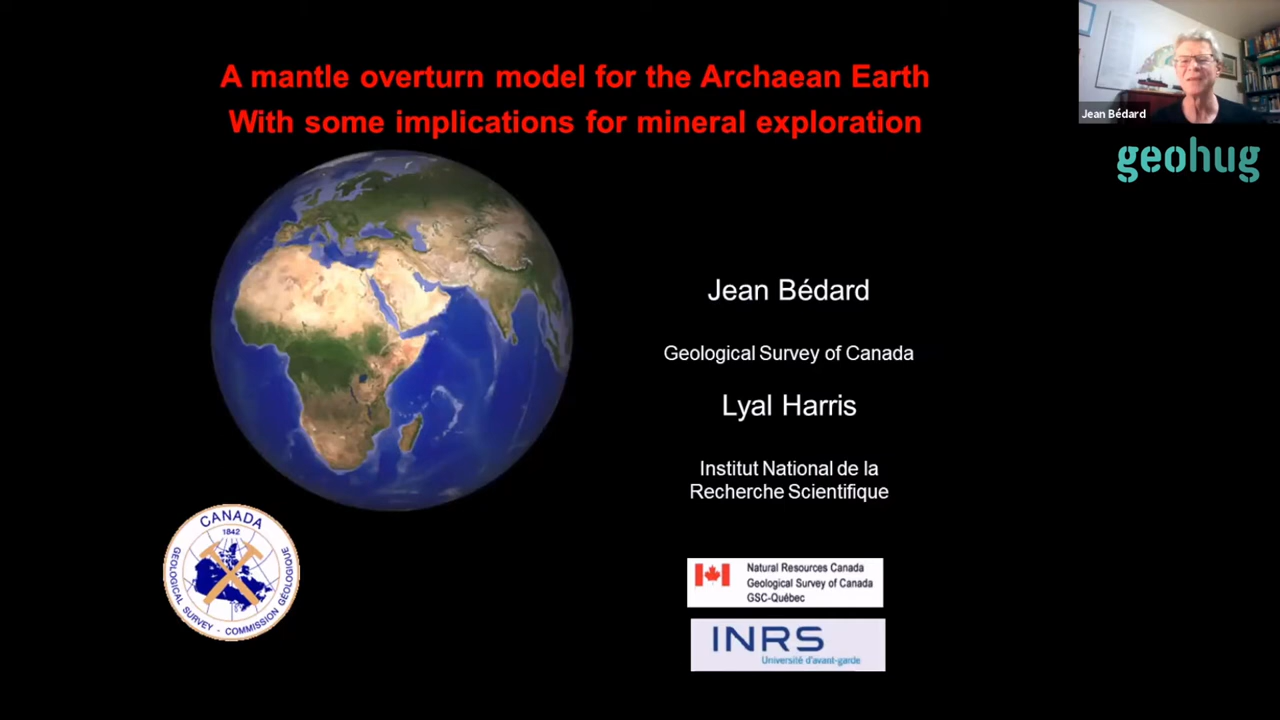 A mantle overturn model for the Archaean Earth
With some implications for mineral exploration
Jean Bédard
geohug
Jean Bédard
Geological Survey of Canada
Lyal Harris
Institut National de la
Recherche Scientifique
CANADA
1842
GEOLOGICAL SURVEY - COMMISSION GÉOLOGIQUE
Natural Resources Canada
Geological Survey of Canada
GSC-Québec
INRS
Université d'avant-garde